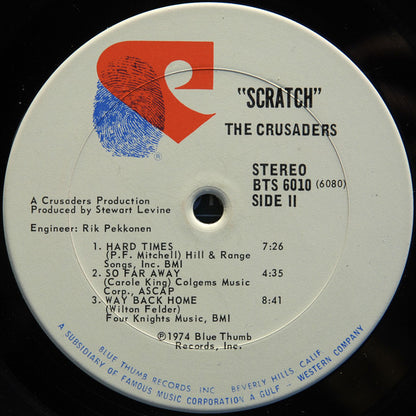 "SCRATCH"
THE CRUSADERS
STEREO
BTS 6010 (6080)
SIDE II
A Crusaders Production
Produced by Stewart Levine
Engineer: Rik Pekkonen
1. HARD TIMES 7:26
(P.F. Mitchell) Hill & Range
Songs, Inc. BMI
2. SO FAR AWAY 4:35
(Carole King) Colgems Music
Corp., ASCAP
3. WAY BACK HOME 8:41
(Wilton Felder)
Four Knights Music, BMI
℗1974 Blue Thumb
Records, Inc.
BLUE THUMB RECORDS INC. BEVERLY HILLS, CALIF.
A SUBSIDIARY OF FAMOUS MUSIC CORPORATION A GULF + WESTERN COMPANY
®